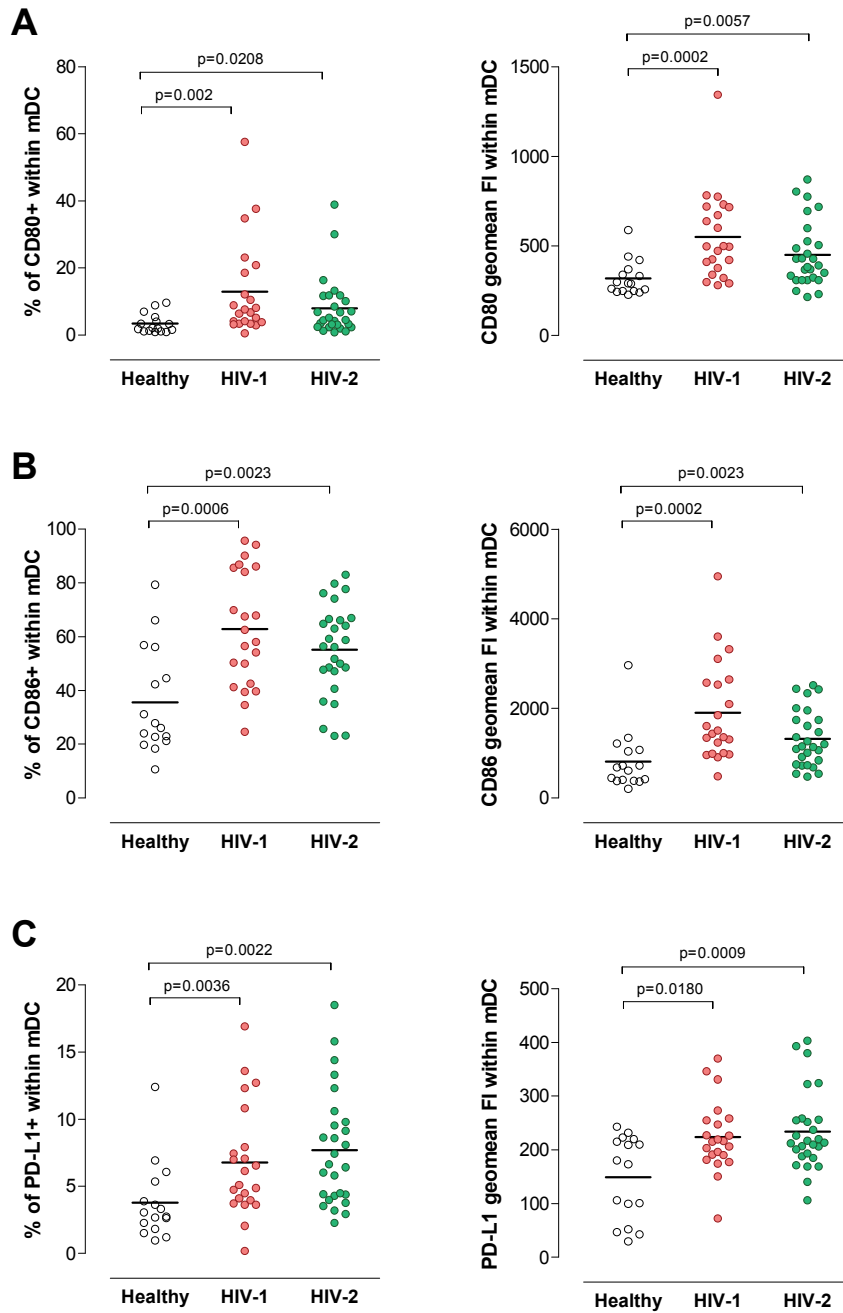 A
% of CD80+ within mDC
80
60
40
20
0
p=0.0208
p=0.002
Healthy HIV-1 HIV-2
CD80 geomean FI within mDC
1500
1000
500
0
p=0.0057
p=0.0002
Healthy HIV-1 HIV-2
B
% of CD86+ within mDC
100
80
60
40
20
0
p=0.0023
p=0.0006
Healthy HIV-1 HIV-2
CD86 geomean FI within mDC
6000
4000
2000
0
p=0.0023
p=0.0002
Healthy HIV-1 HIV-2
C
% of PD-L1+ within mDC
20
15
10
5
0
p=0.0022
p=0.0036
Healthy HIV-1 HIV-2
PD-L1 geomean FI within mDC
500
400
300
200
100
0
p=0.0009
p=0.0180
Healthy HIV-1 HIV-2